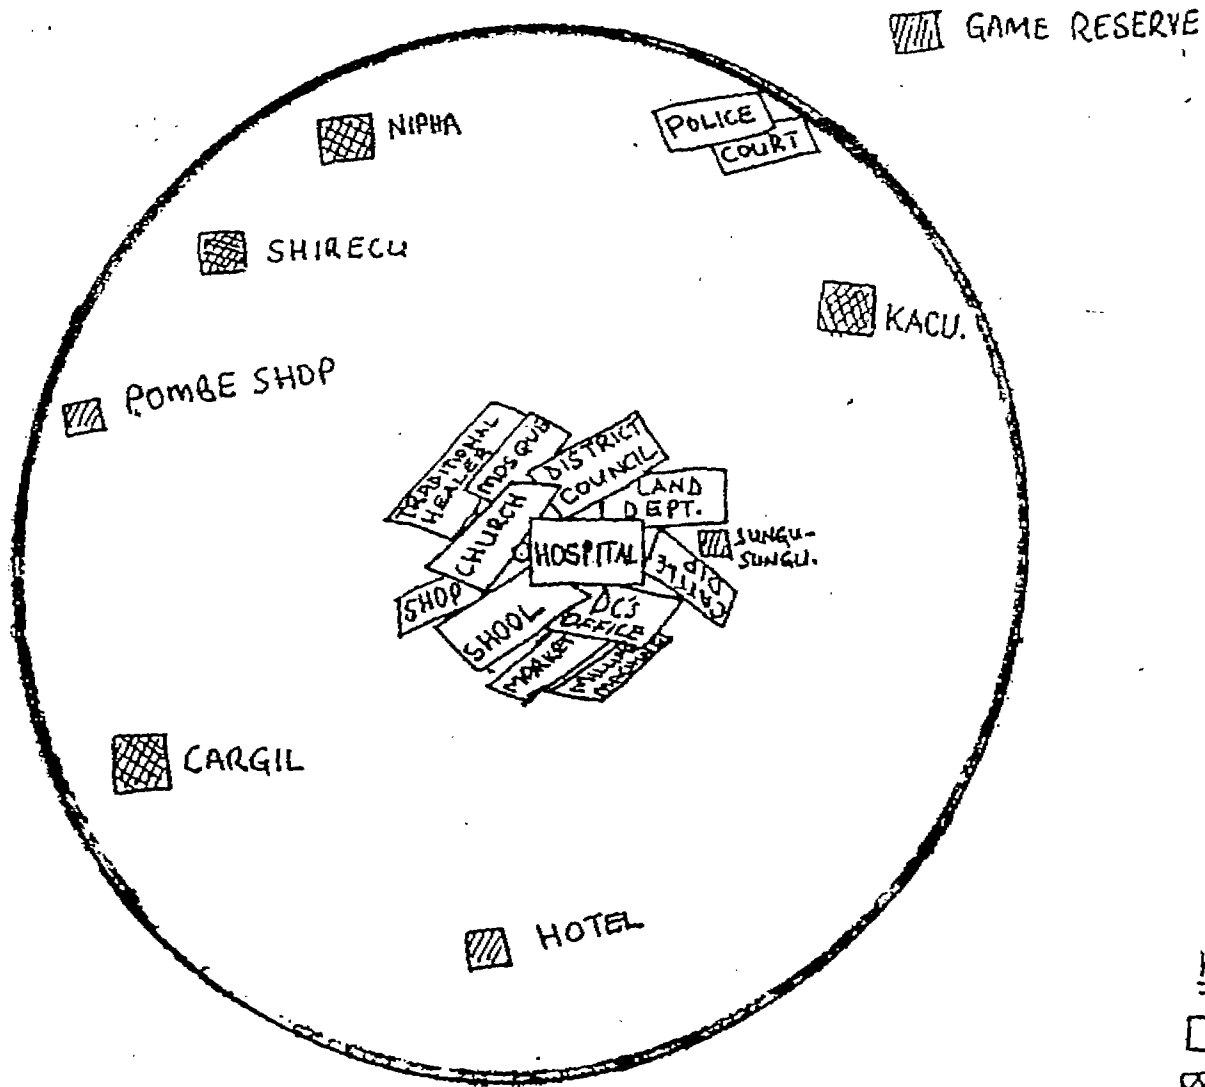 GAME RESERVE
NIPHA
POLICE
COURT
SHIRECU
KACU.
POMBE SHOP
TRADITIONAL
HEALER
MOSQUE
DISTRICT
COUNCIL
LAND
DEPT.
CHURCH
HOSPITAL
SUNGU-
SUNGU.
CATTLE
DIP
SHOP
SHOOL
DC'S
OFFICE
MARKET
CARGIL
HOTEL